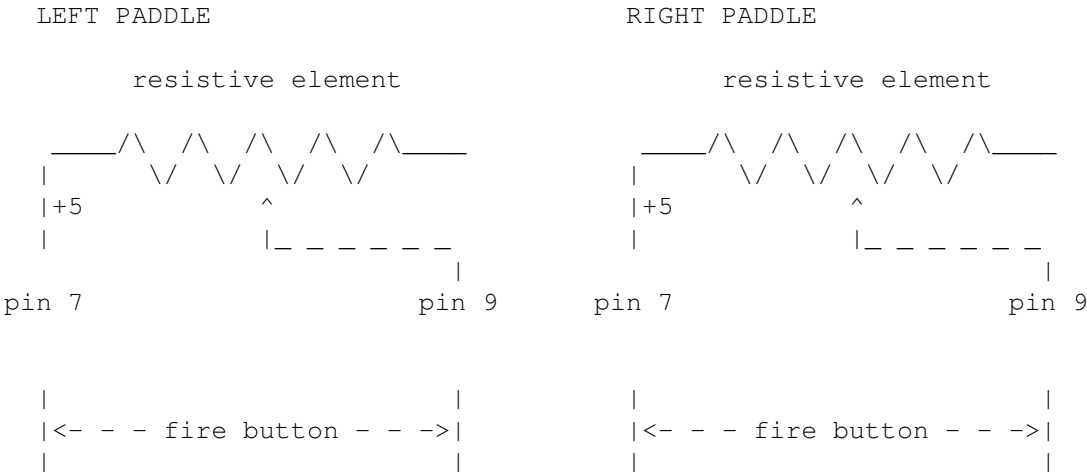 LEFT PADDLE RIGHT PADDLE
resistive element resistive element
+5 +5
pin 7 pin 9 pin 7 pin 9
fire button fire button